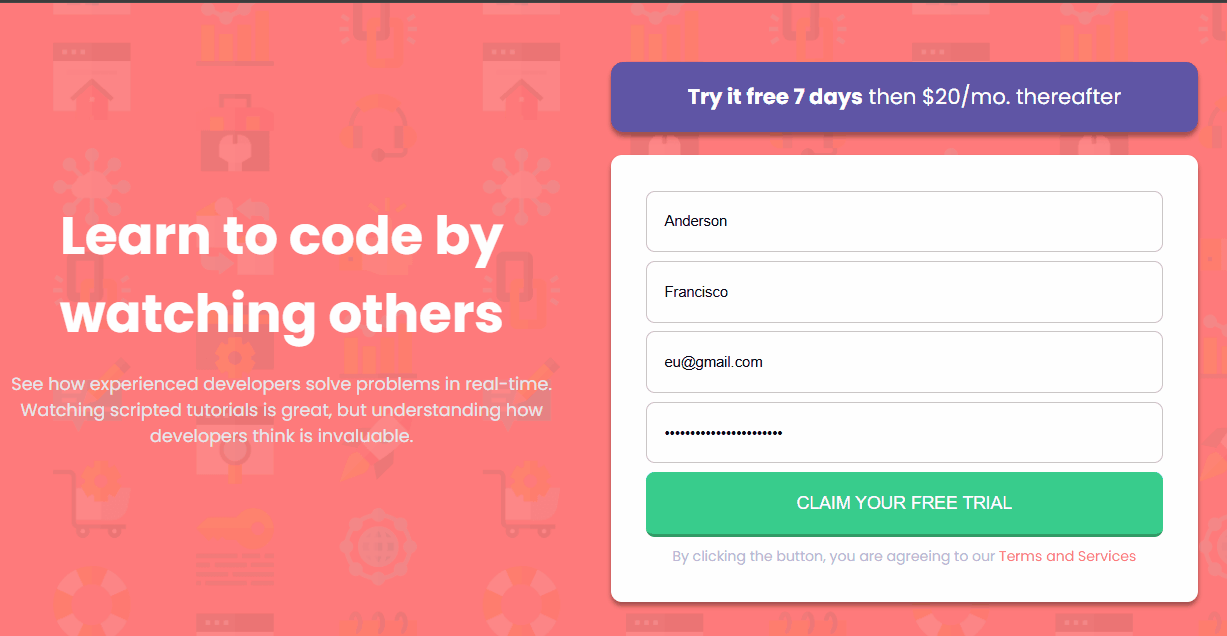 Learn to code by
watching others
See how experienced developers solve problems in real-time.
Watching scripted tutorials is great, but understanding how
developers think is invaluable.
Try it free 7 days then $20/mo. thereafter
Anderson
Francisco
eu@gmail.com
•••••••••••••••••••••••
CLAIM YOUR FREE TRIAL
By clicking the button, you are agreeing to our Terms and Services